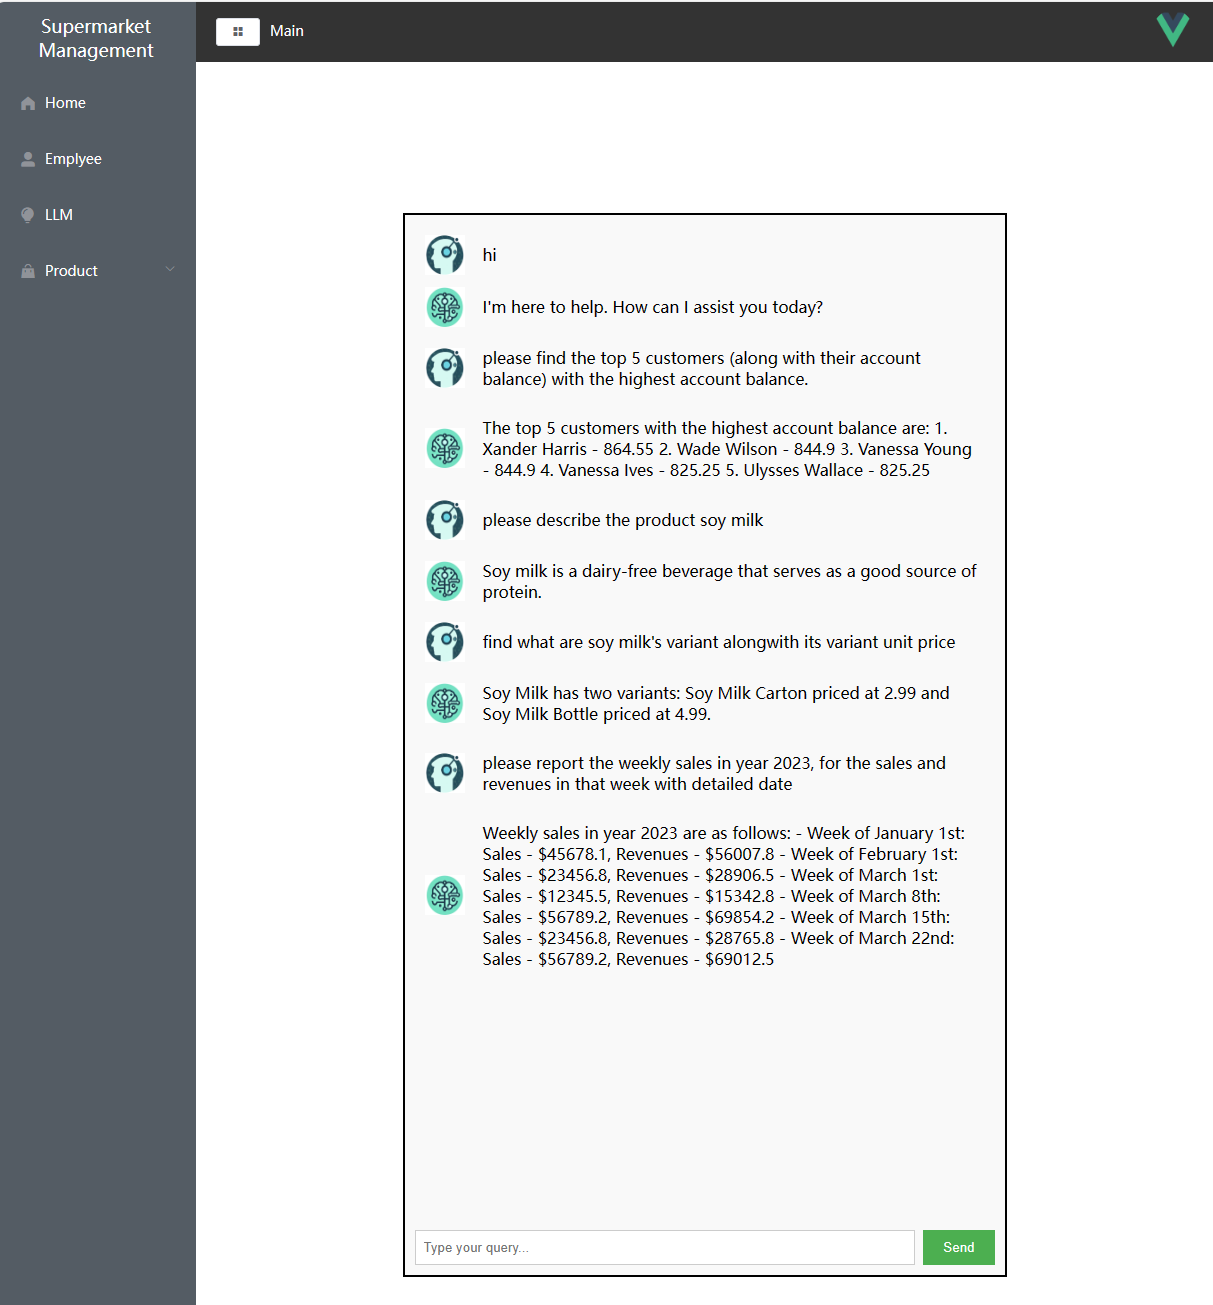 Supermarket
Management
Main
Home
Emplyee
LLM
Product
hi
I'm here to help. How can I assist you today?
please find the top 5 customers (along with their account
balance) with the highest account balance.
The top 5 customers with the highest account balance are: 1.
Xander Harris - 864.55 2. Wade Wilson - 844.9 3. Vanessa Young
- 844.9 4. Vanessa Ives - 825.25 5. Ulysses Wallace - 825.25
please describe the product soy milk
Soy milk is a dairy-free beverage that serves as a good source of
protein.
find what are soy milk's variant alongwith its variant unit price
Soy Milk has two variants: Soy Milk Carton priced at 2.99 and
Soy Milk Bottle priced at 4.99.
please report the weekly sales in year 2023, for the sales and
revenues in that week with detailed date
Weekly sales in year 2023 are as follows: - Week of January 1st:
Sales - $45678.1, Revenues - $56007.8 - Week of February 1st:
Sales - $23456.8, Revenues - $28906.5 - Week of March 1st:
Sales - $12345.5, Revenues - $15342.8 - Week of March 8th:
Sales - $56789.2, Revenues - $69854.2 - Week of March 15th:
Sales - $23456.8, Revenues - $28765.8 - Week of March 22nd:
Sales - $56789.2, Revenues - $69012.5
Type your query...
Send